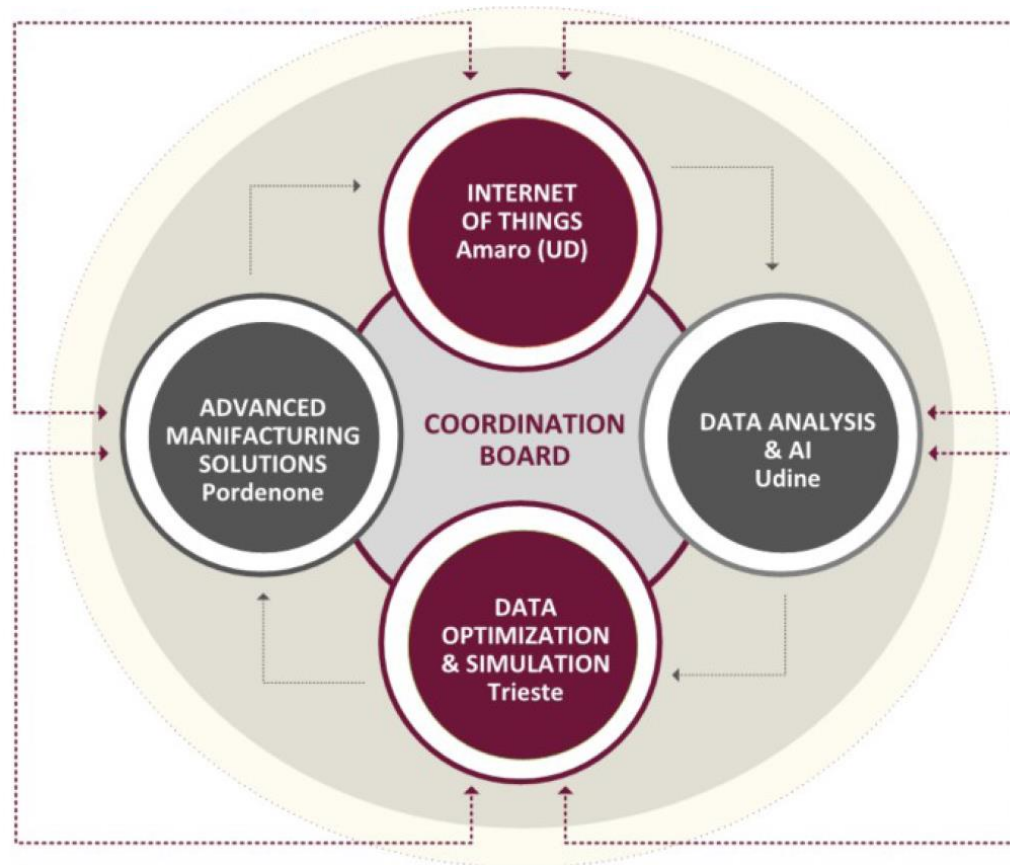 INTERNET
OF THINGS
Amaro (UD)
ADVANCED
MANIFACTURING
SOLUTIONS
Pordenone
COORDINATION
BOARD
DATA ANALYSIS
& AI
Udine
DATA
OPTIMIZATION
& SIMULATION
Trieste